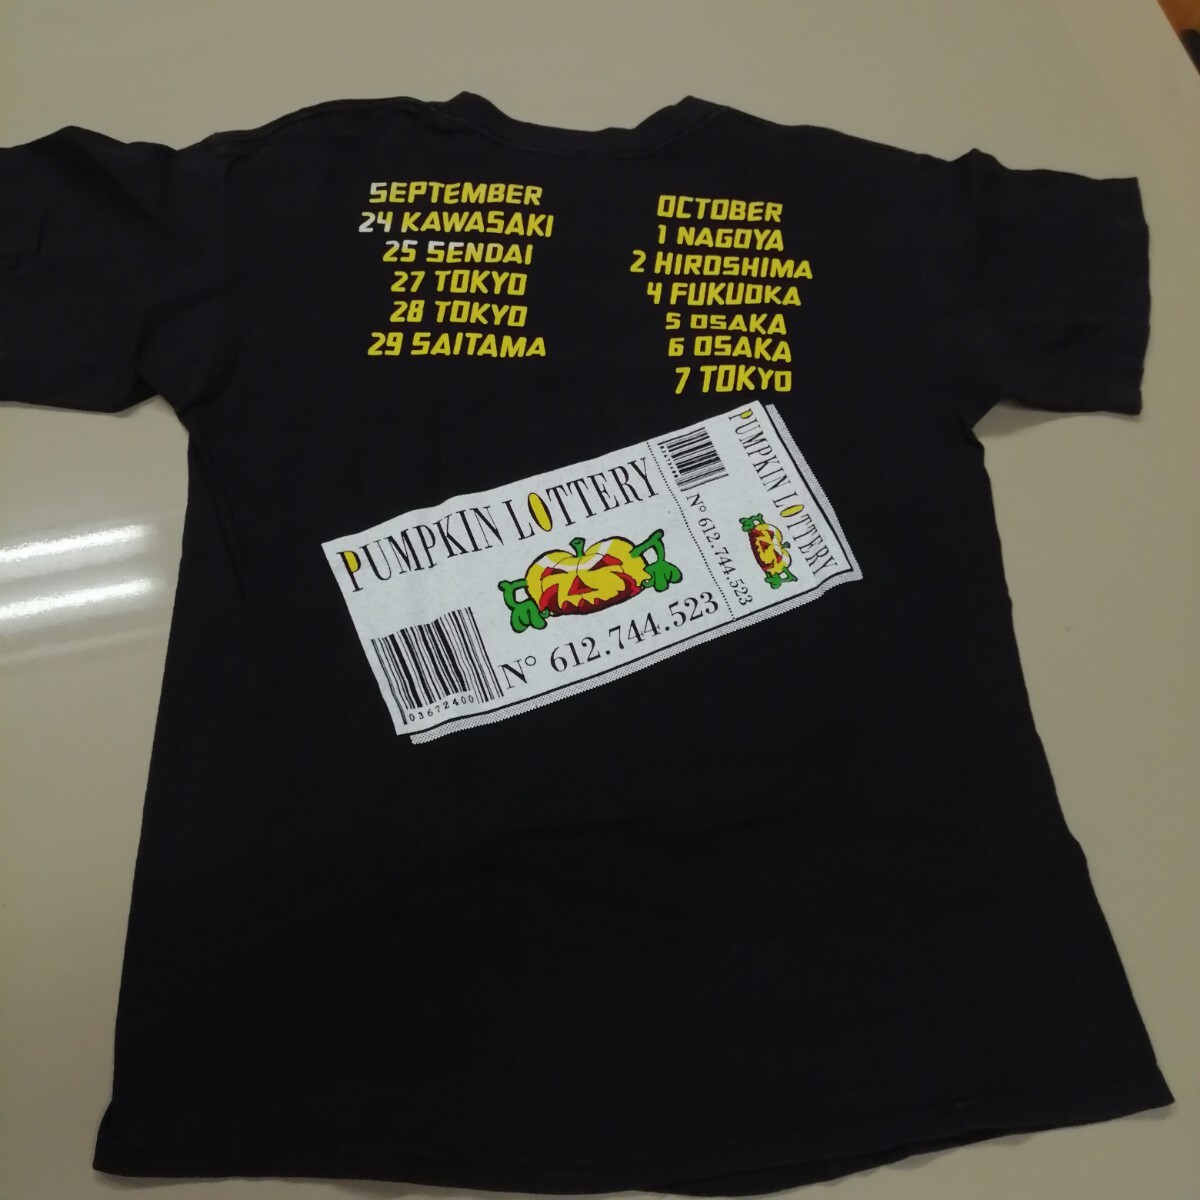 SEPTEMBER
24 KAWASAKI
25 SENDAI
27 TOKYO
28 TOKYO
29 SAITAMA
OCTOBER
1 NAGOYA
2 HIROSHIMA
4 FUKUOKA
5 OSAKA
6 OSAKA
7 TOKYO
PUMPKIN LOTTERY
03672400
N° 612.744.523
N° 612.744.523
PUMPKIN LOTTERY